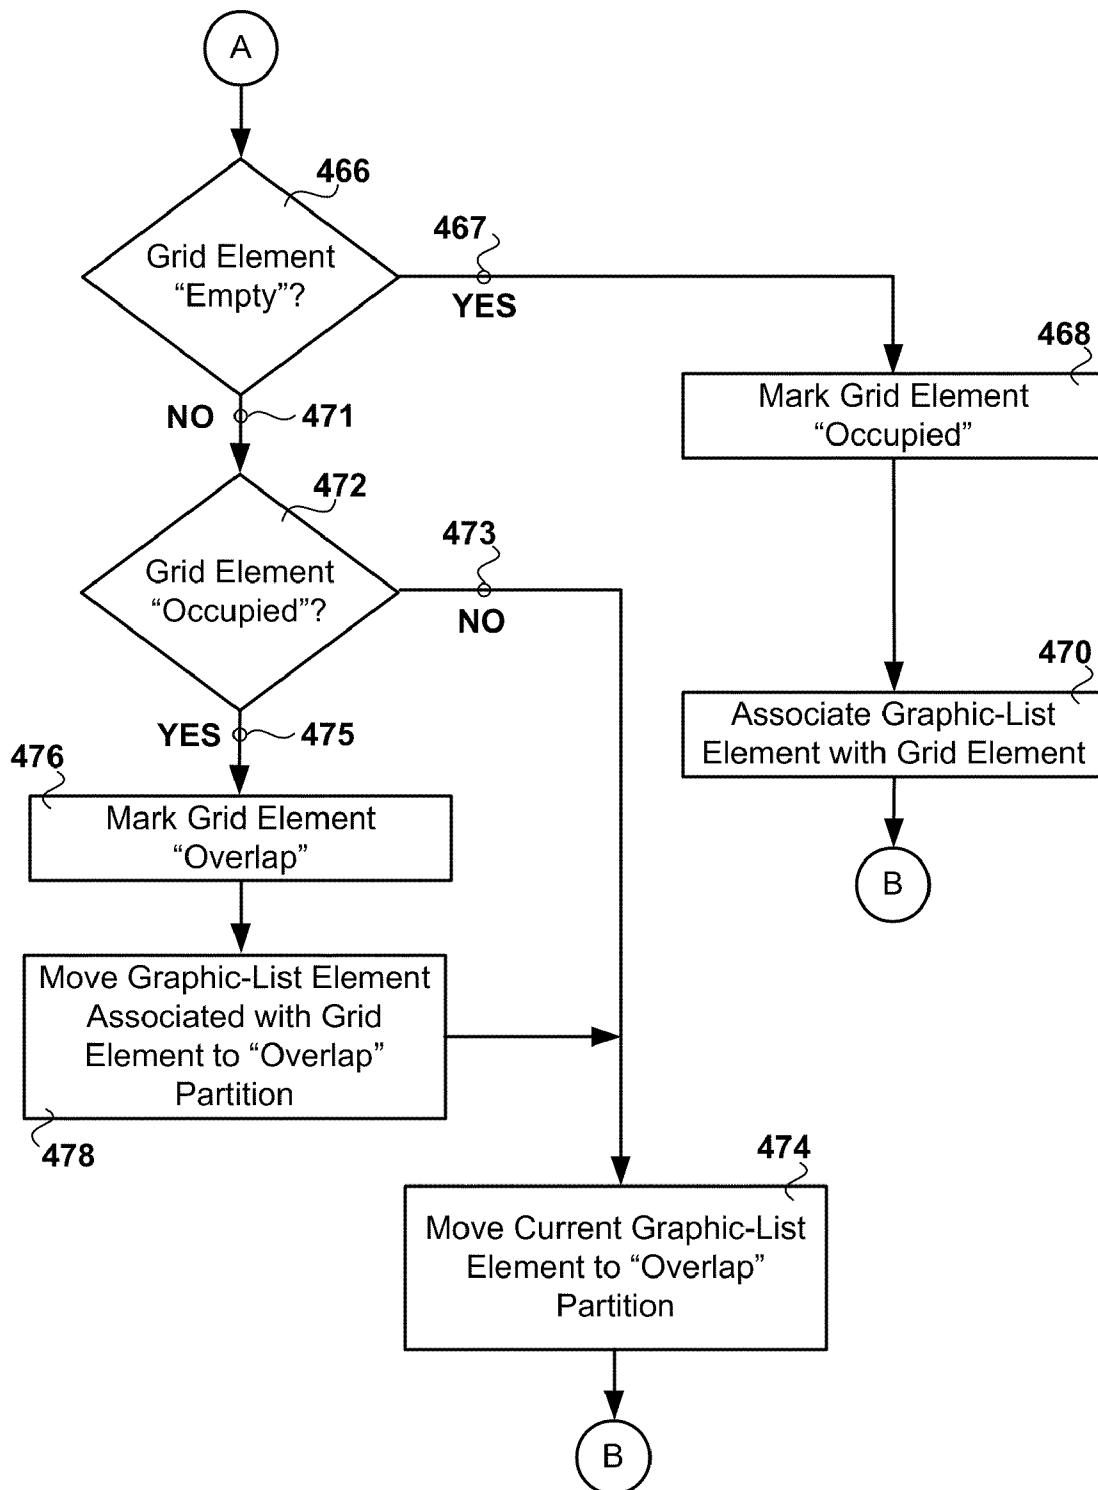 A
466
Grid Element
“Empty”?
467
YES
468
Mark Grid Element
“Occupied”
NO
471
472
Grid Element
“Occupied”?
473
NO
470
Associate Graphic-List
Element with Grid Element
B
YES
475
476
Mark Grid Element
“Overlap”
Move Graphic-List Element
Associated with Grid
Element to “Overlap”
Partition
478
474
Move Current Graphic-List
Element to “Overlap”
Partition
B